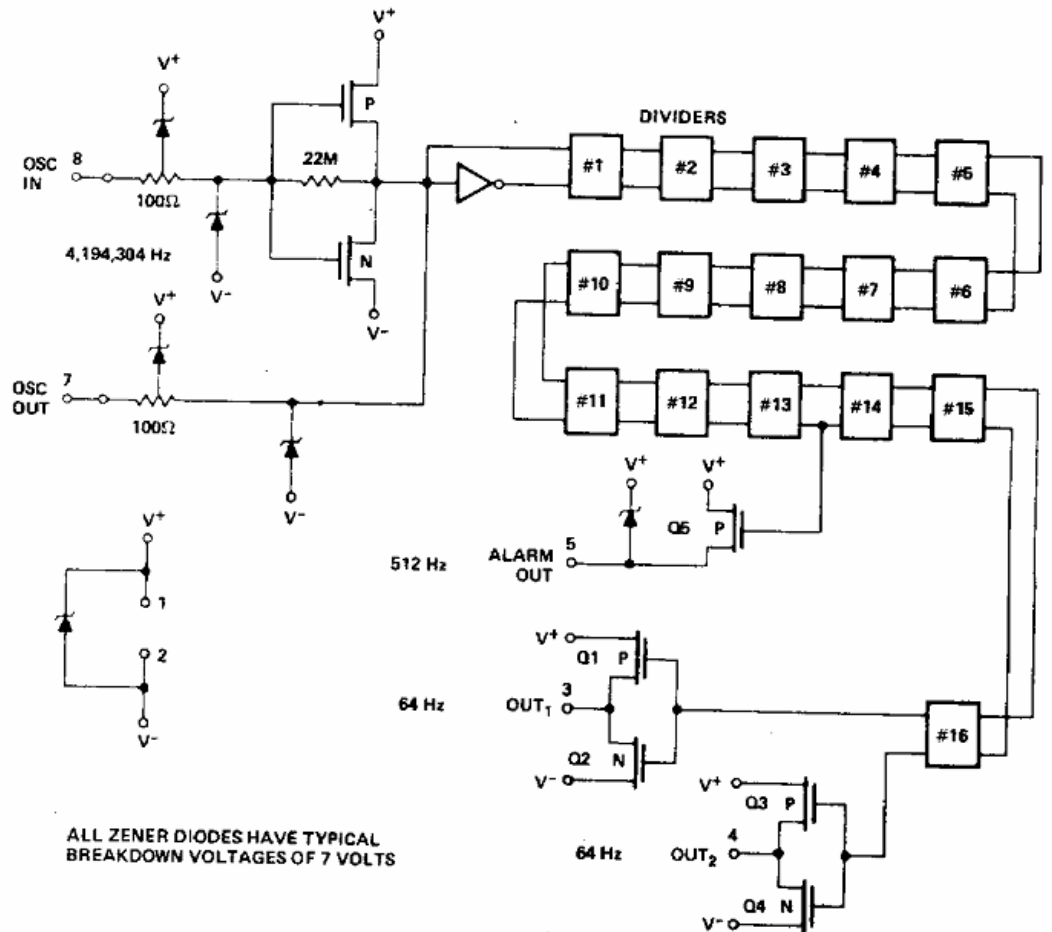 V+
V+
P
DIVIDERS
OSC IN
8
22M
#1
#2
#3
#4
#5
100Ω
4,194,304 Hz
N
V-
V+
V-
#10
#9
#8
#7
#6
OSC OUT
7
100Ω
#11
#12
#13
#14
#15
V-
V+
V+
V+
Q5
P
512 Hz
5
ALARM OUT
1
2
V+
Q1
P
64 Hz
3
OUT1
#16
V-
Q2
N
V-
V+
Q3
P
ALL ZENER DIODES HAVE TYPICAL
BREAKDOWN VOLTAGES OF 7 VOLTS
64 Hz
4
OUT2
Q4
N
V-